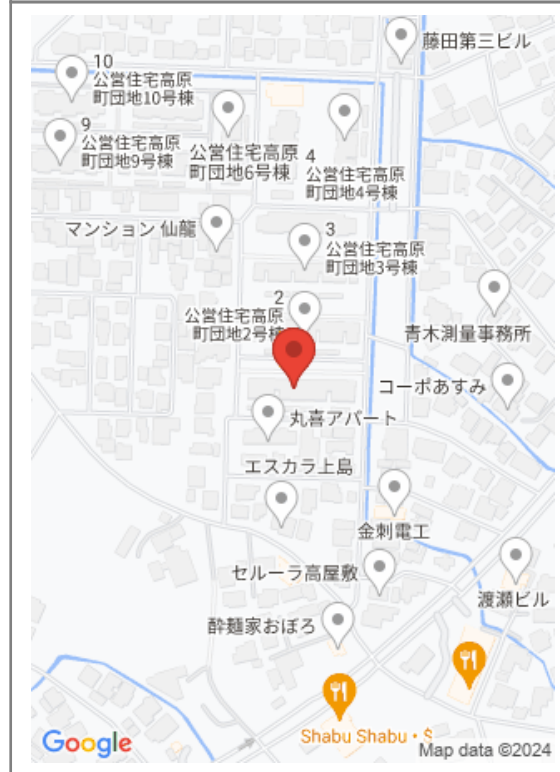 藤田第三ビル
10
公営住宅高原
町団地10号棟
9
公営住宅高原
町団地9号棟
公営住宅高原
町団地6号棟
4
公営住宅高原
町団地4号棟
マンション 仙龍
3
公営住宅高原
町団地3号棟
2
公営住宅高原
町団地2号棟
青木測量事務所
コーポあすみ
丸喜アパート
エスカラ上島
金刺電工
セルーラ高屋敷
渡瀬ビル
酔麺家おぼろ
Shabu Shabu・S
Google
Map data ©2024